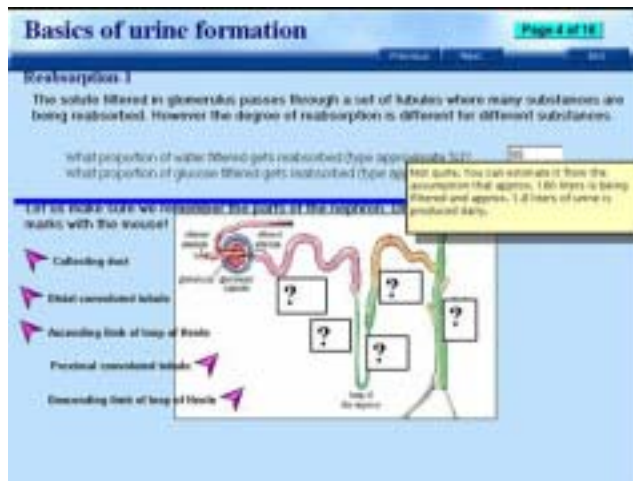 Basics of urine formation
Page 4 of 18
Previous Next
Reabsorption 1
The solute filtered in glomerulus passes through a set of tubules where many substances are
being reabsorbed. However the degree of reabsorption is different for different substances.
What proportion of water filtered gets reabsorbed (type approximate %)?
What proportion of glucose filtered gets reabsorbed (type
Not quite. You can estimate it from the
assumption that approx. 180 liters is being
filtered and approx. 1.8 liters of urine is
produced daily.
Let us make sure we remember the parts of the nephron.
marks with the mouse!
Collecting duct
Distal convoluted tubule
Ascending limb of loop of Henle
Proximal convoluted tubule
Descending limb of loop of Henle
glomerular
capsule
?
?
?
?
?
loop of